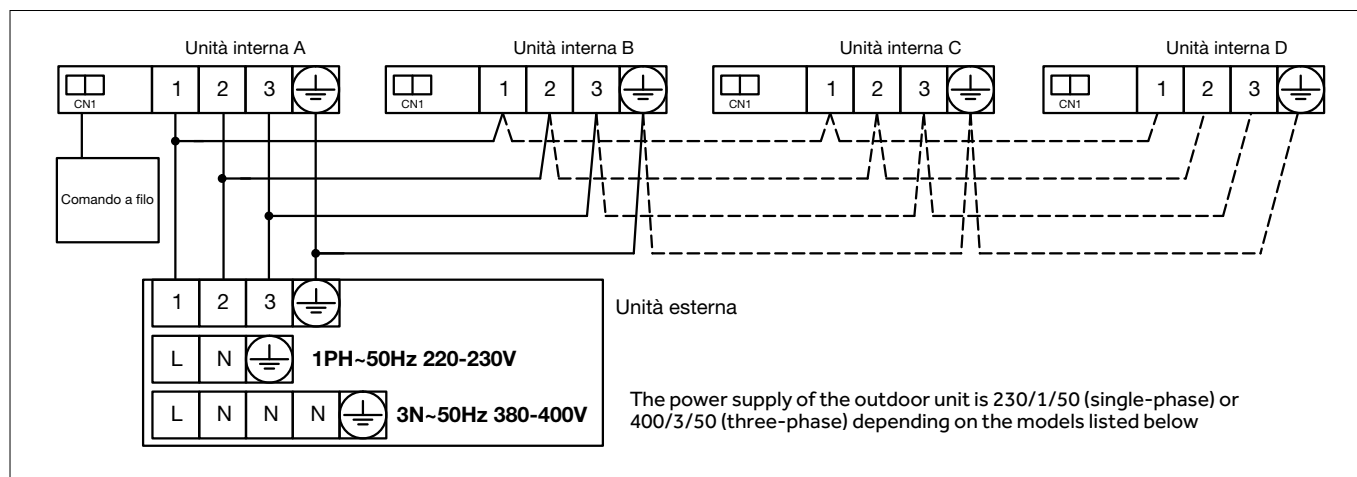 Unità interna A
Unità interna B
Unità interna C
Unità interna D
CN1 1 2 3
CN1 1 2 3
CN1 1 2 3
CN1 1 2 3
Comando a filo
1 2 3
Unità esterna
L N 1PH~50Hz 220-230V
L N N N 3N~50Hz 380-400V
The power supply of the outdoor unit is 230/1/50 (single-phase) or
400/3/50 (three-phase) depending on the models listed below